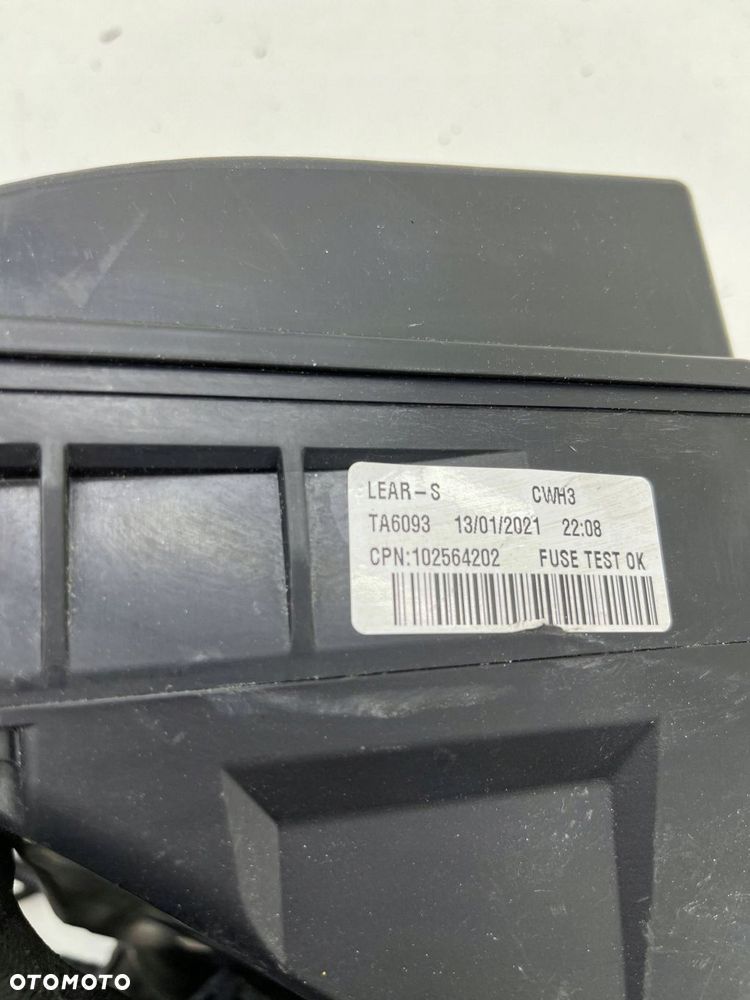 LEAR-S CWH3
TA6093 13/01/2021 22:08
CPN:102564202 FUSE TEST OK
OTOMOTO